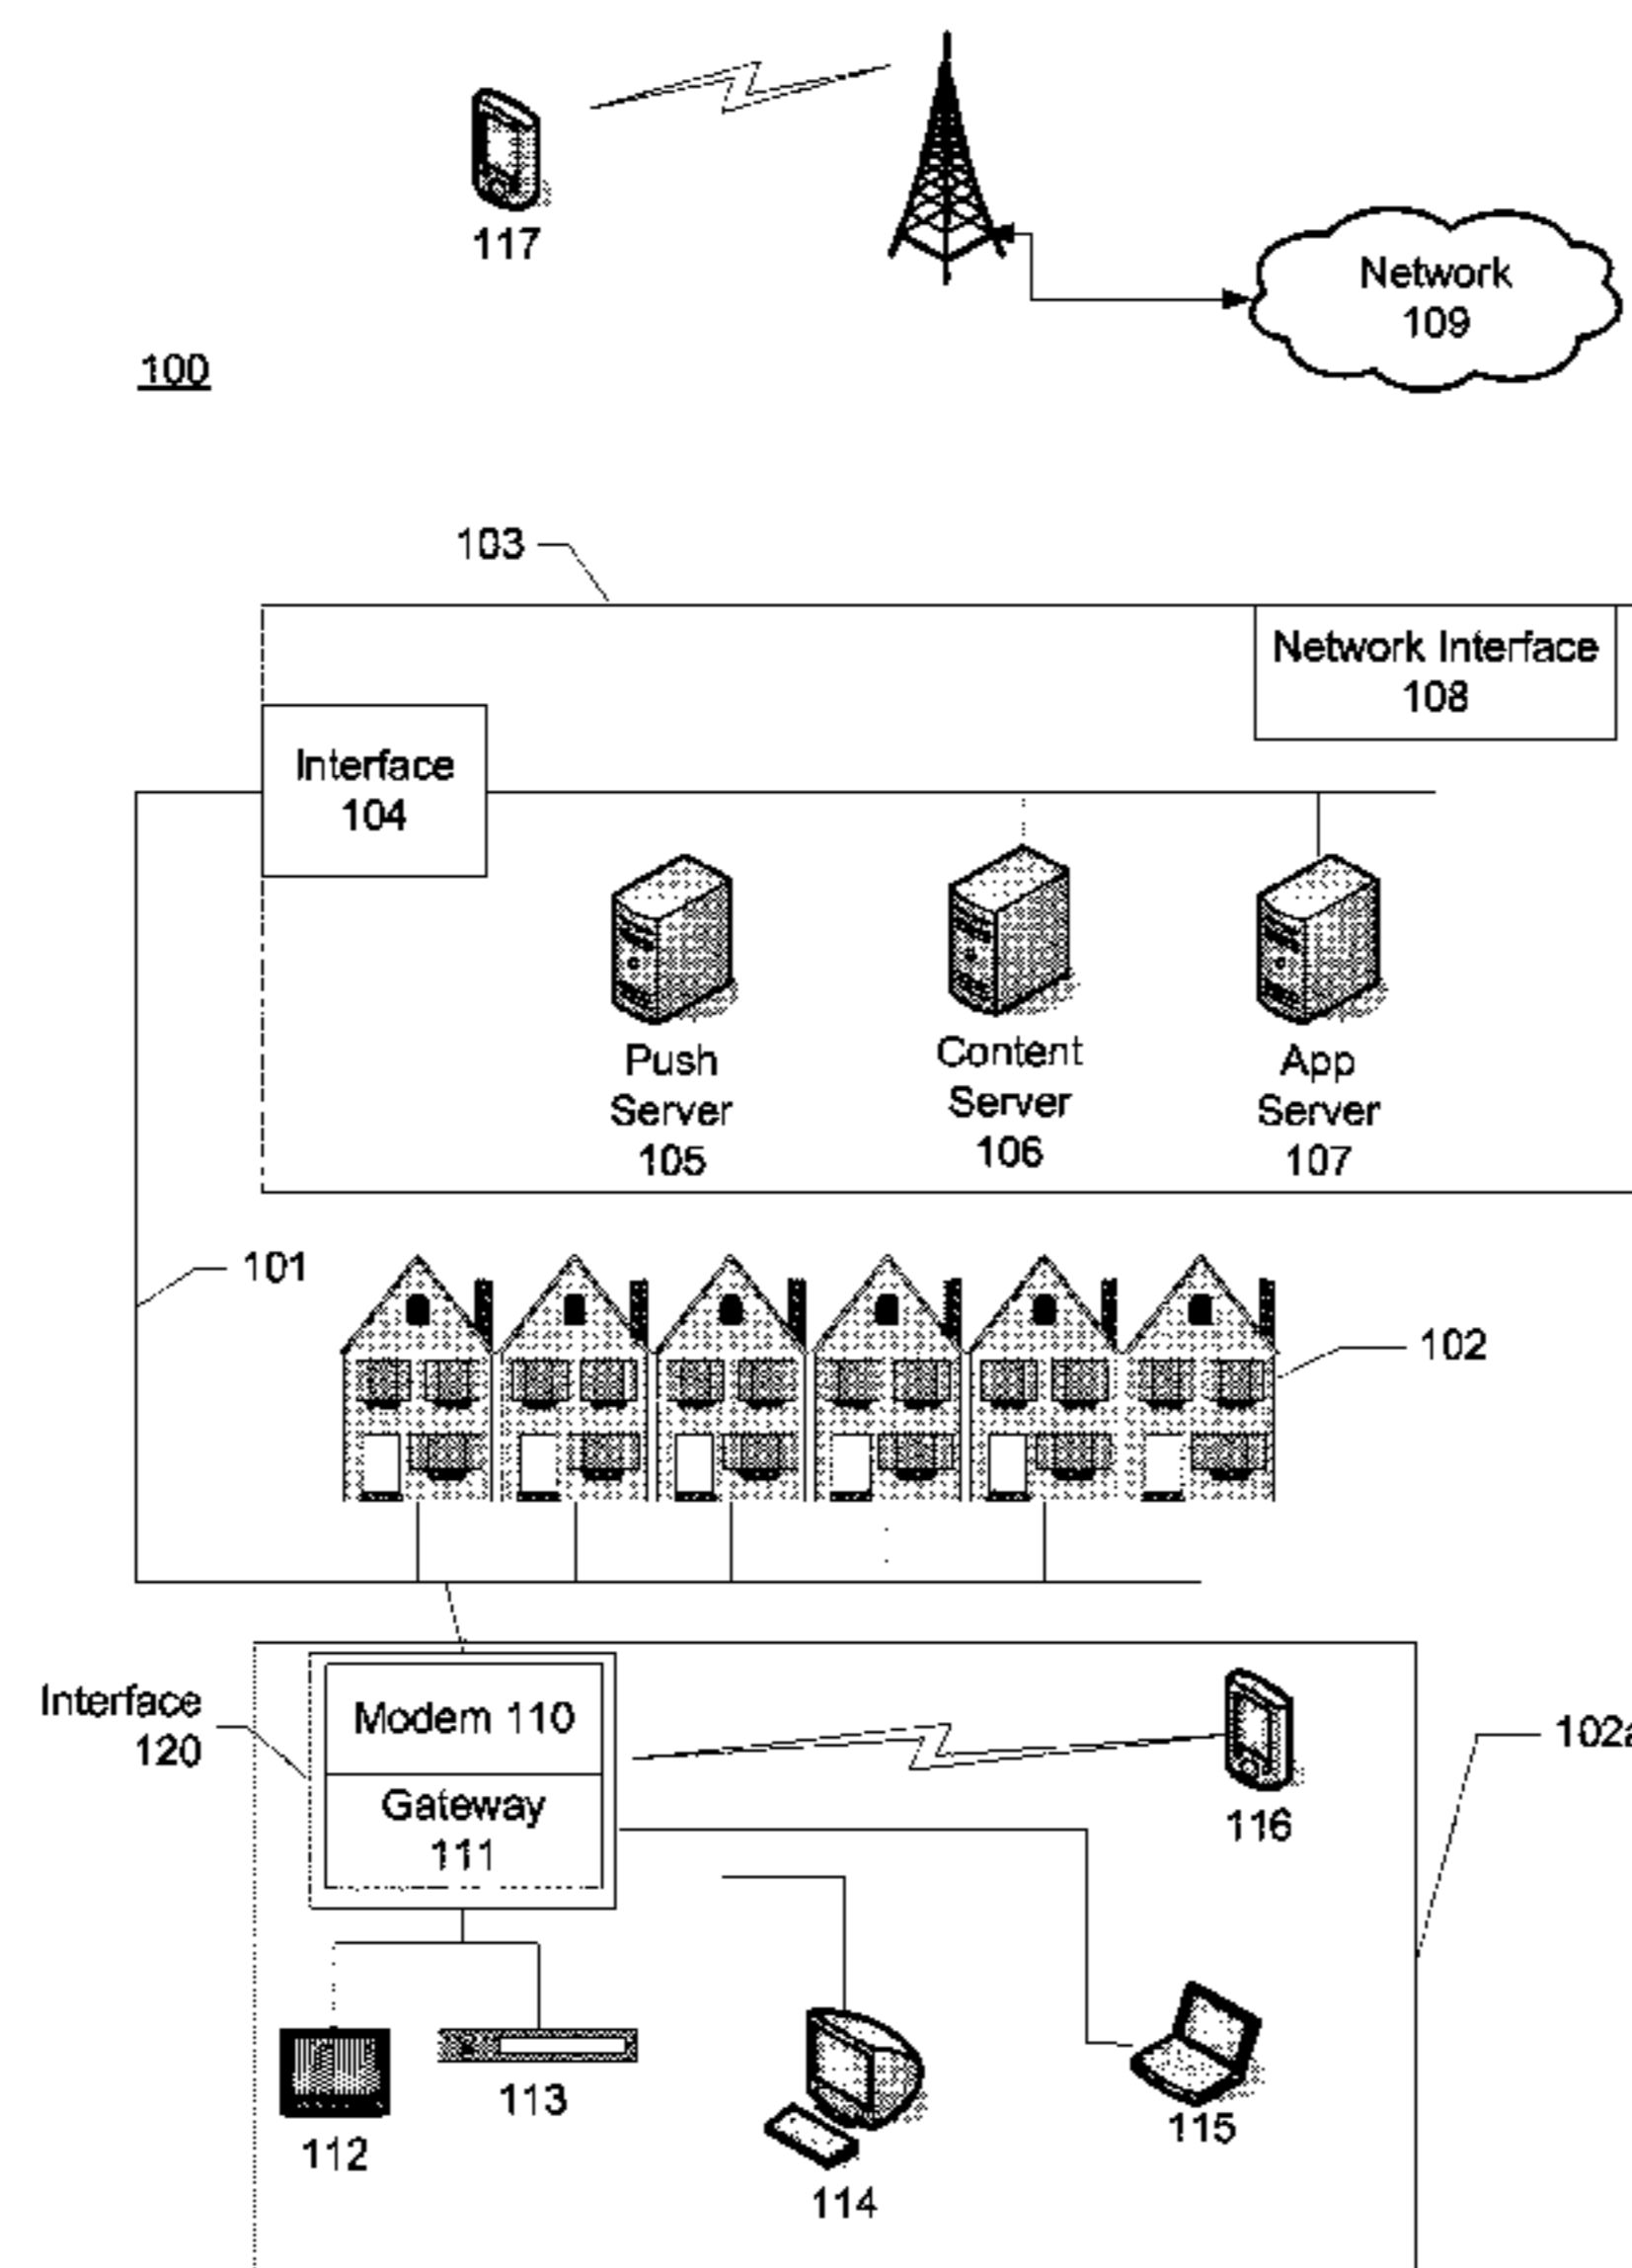 117
Network
109
100
103
Network Interface
108
Interface
104
Push
Server
105
Content
Server
106
App
Server
107
101
102
Interface
120
Modem 110
Gateway
111
116
102a
112
113
114
115